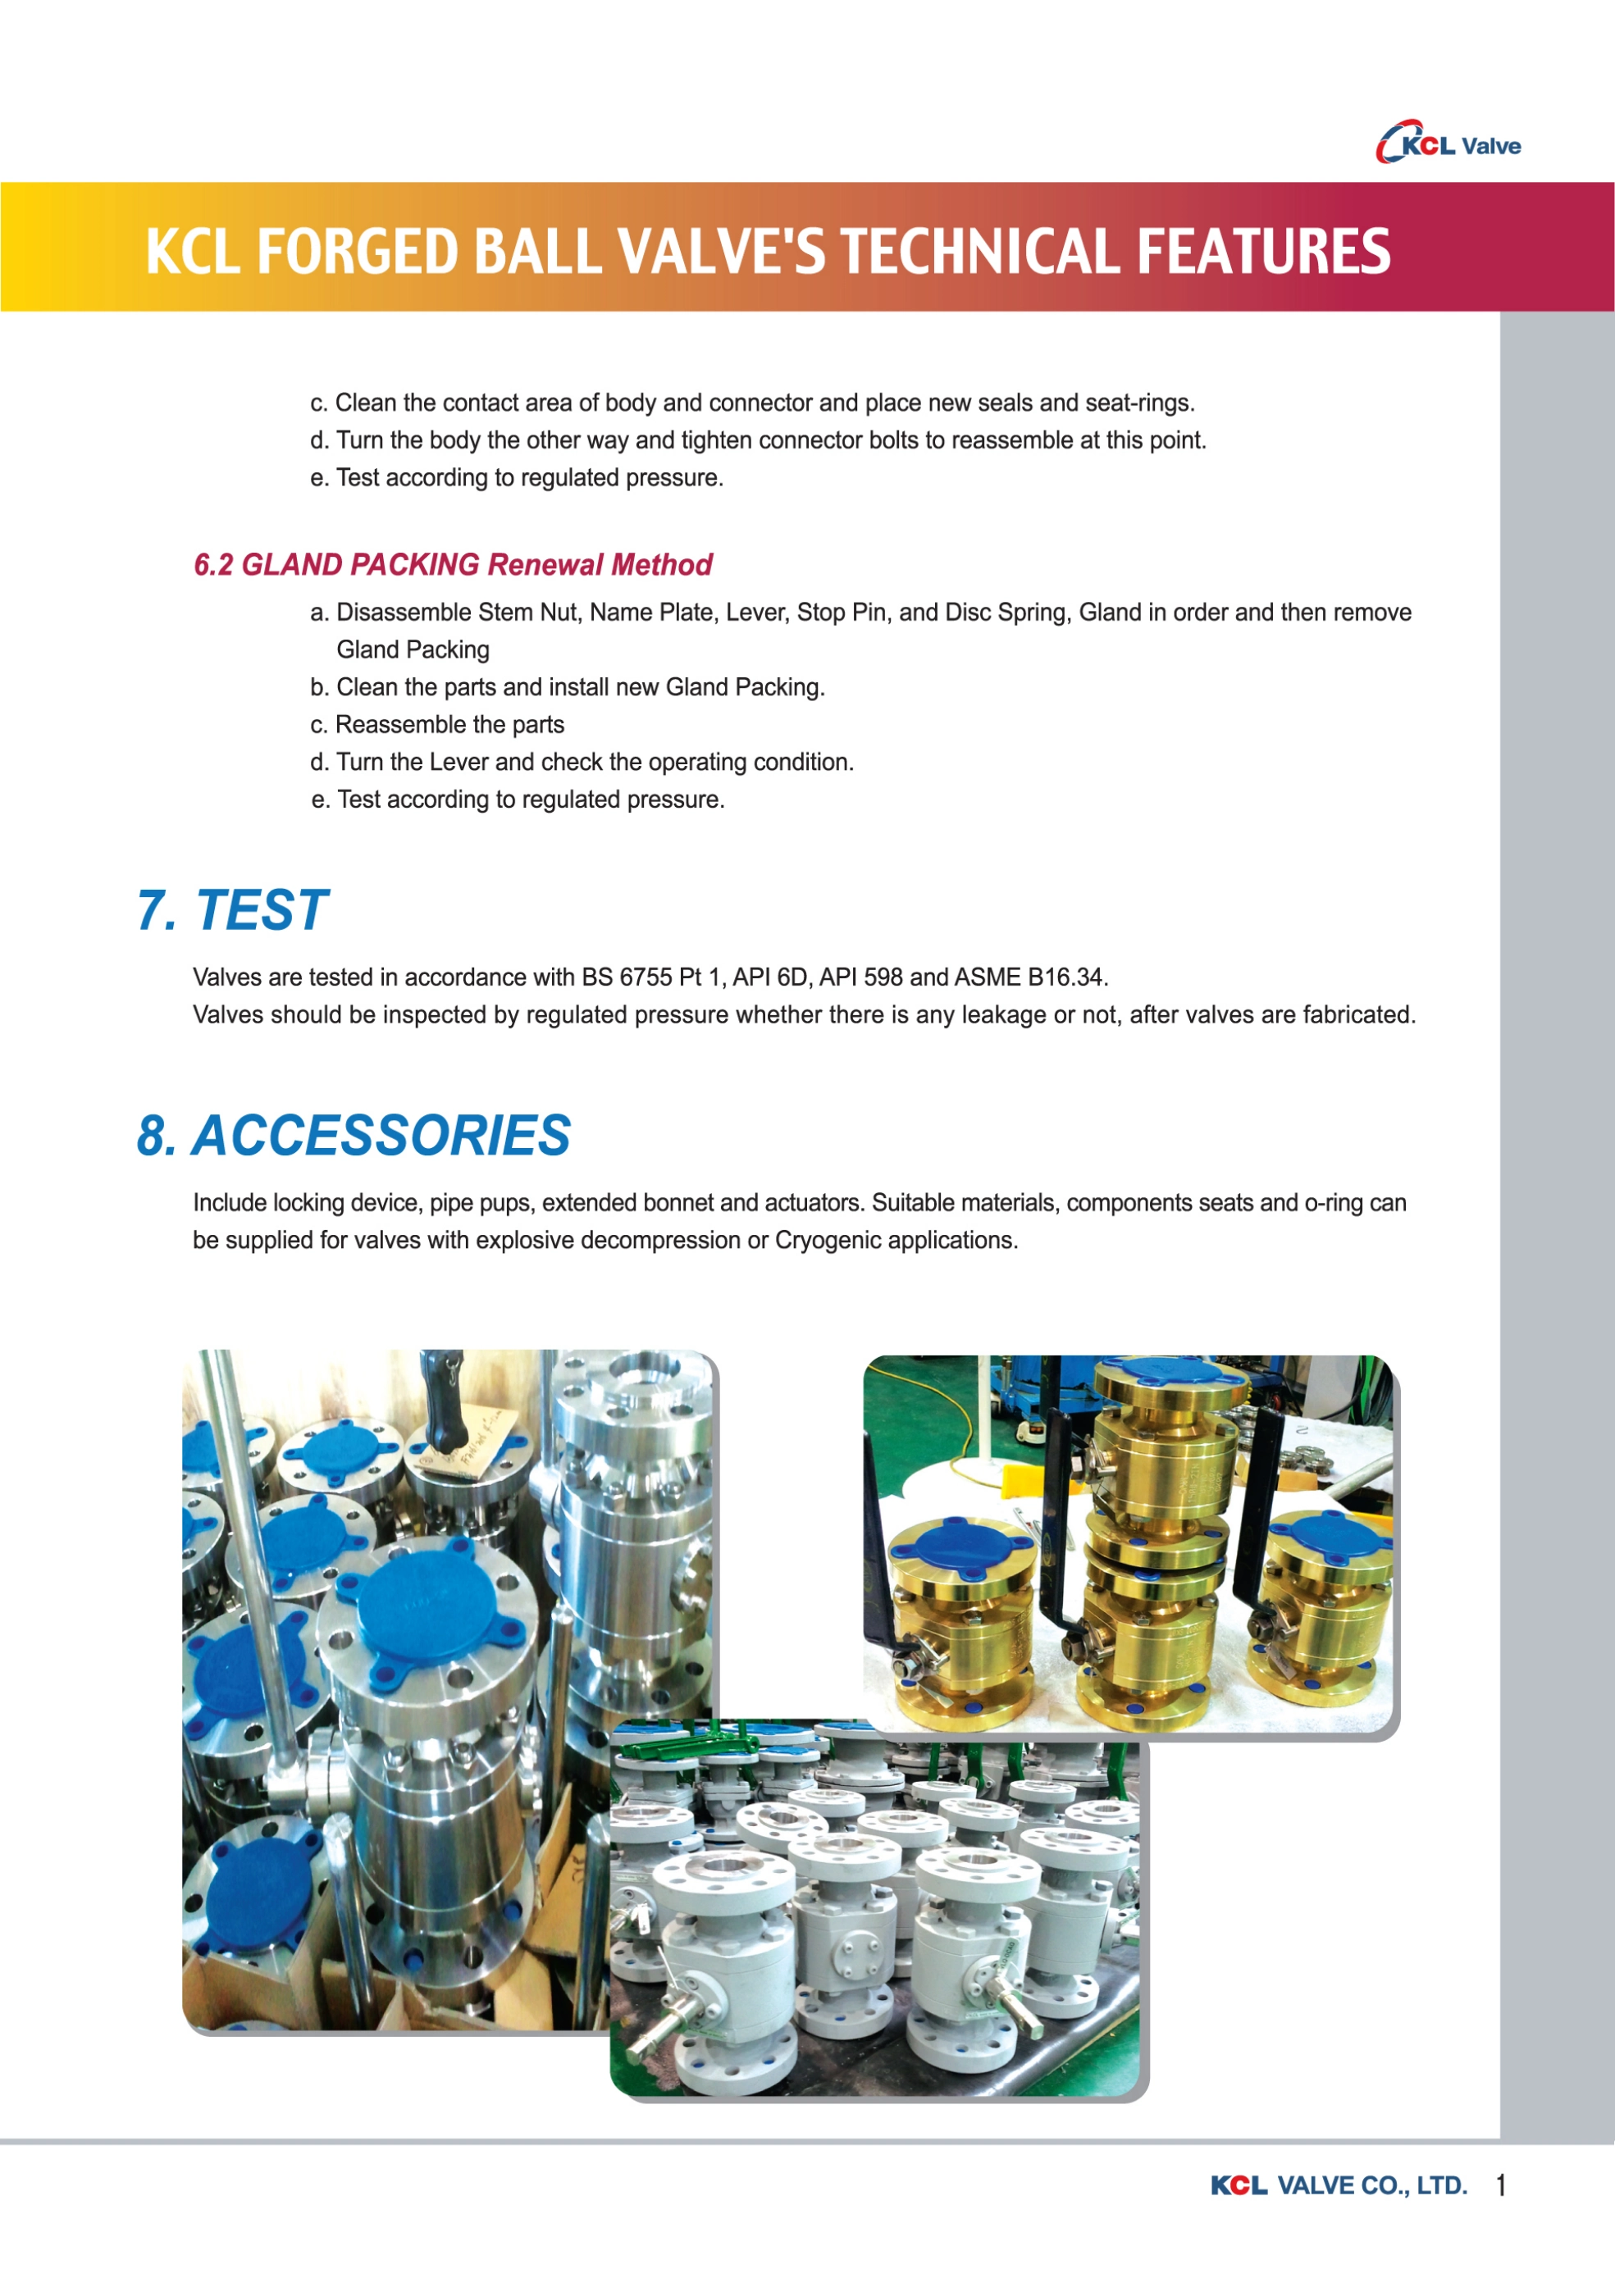 KCL Valve
KCL FORGED BALL VALVE'S TECHNICAL FEATURES
c. Clean the contact area of body and connector and place new seals and seat-rings.
d. Turn the body the other way and tighten connector bolts to reassemble at this point.
e. Test according to regulated pressure.
6.2 GLAND PACKING Renewal Method
a. Disassemble Stem Nut, Name Plate, Lever, Stop Pin, and Disc Spring, Gland in order and then remove
Gland Packing
b. Clean the parts and install new Gland Packing.
c. Reassemble the parts
d. Turn the Lever and check the operating condition.
e. Test according to regulated pressure.
7. TEST
Valves are tested in accordance with BS 6755 Pt 1, API 6D, API 598 and ASME B16.34.
Valves should be inspected by regulated pressure whether there is any leakage or not, after valves are fabricated.
8. ACCESSORIES
Include locking device, pipe pups, extended bonnet and actuators. Suitable materials, components seats and o-ring can
be supplied for valves with explosive decompression or Cryogenic applications.
KCL VALVE CO., LTD. 1